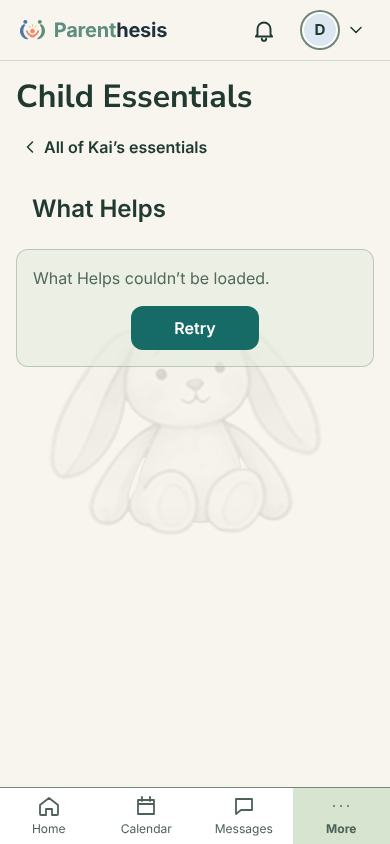 Parenthesis
D
Child Essentials
All of Kai’s essentials
What Helps
What Helps couldn’t be loaded.
Retry
Home
Calendar
Messages
More